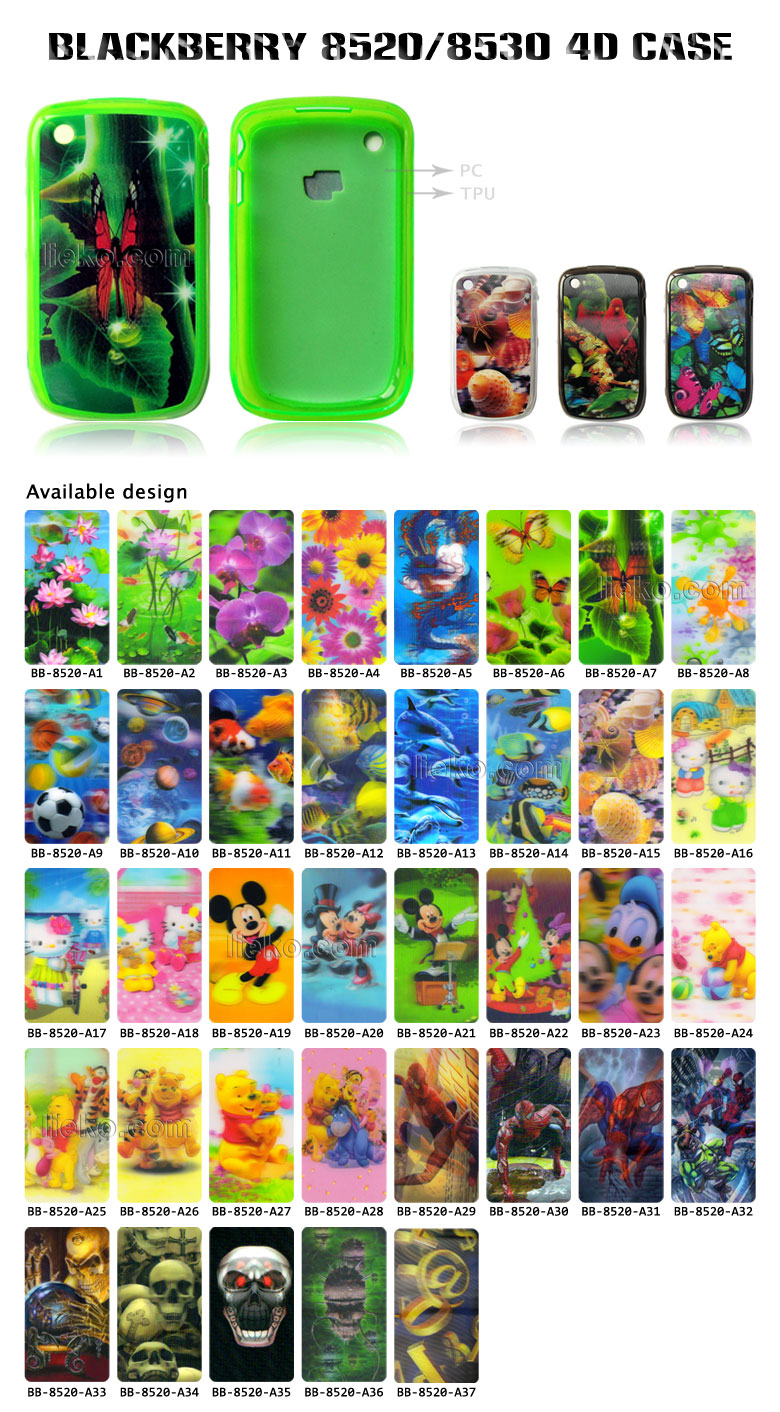 BLACKBERRY 8520/8530 4D CASE
PC
TPU
lieko.com
Available design
lieko.com
BB-8520-A1 BB-8520-A2 BB-8520-A3 BB-8520-A4 BB-8520-A5 BB-8520-A6 BB-8520-A7 BB-8520-A8
lieko.com
BB-8520-A9 BB-8520-A10 BB-8520-A11 BB-8520-A12 BB-8520-A13 BB-8520-A14 BB-8520-A15 BB-8520-A16
lieko.com
BB-8520-A17 BB-8520-A18 BB-8520-A19 BB-8520-A20 BB-8520-A21 BB-8520-A22 BB-8520-A23 BB-8520-A24
lieko.com
BB-8520-A25 BB-8520-A26 BB-8520-A27 BB-8520-A28 BB-8520-A29 BB-8520-A30 BB-8520-A31 BB-8520-A32
BB-8520-A33 BB-8520-A34 BB-8520-A35 BB-8520-A36 BB-8520-A37